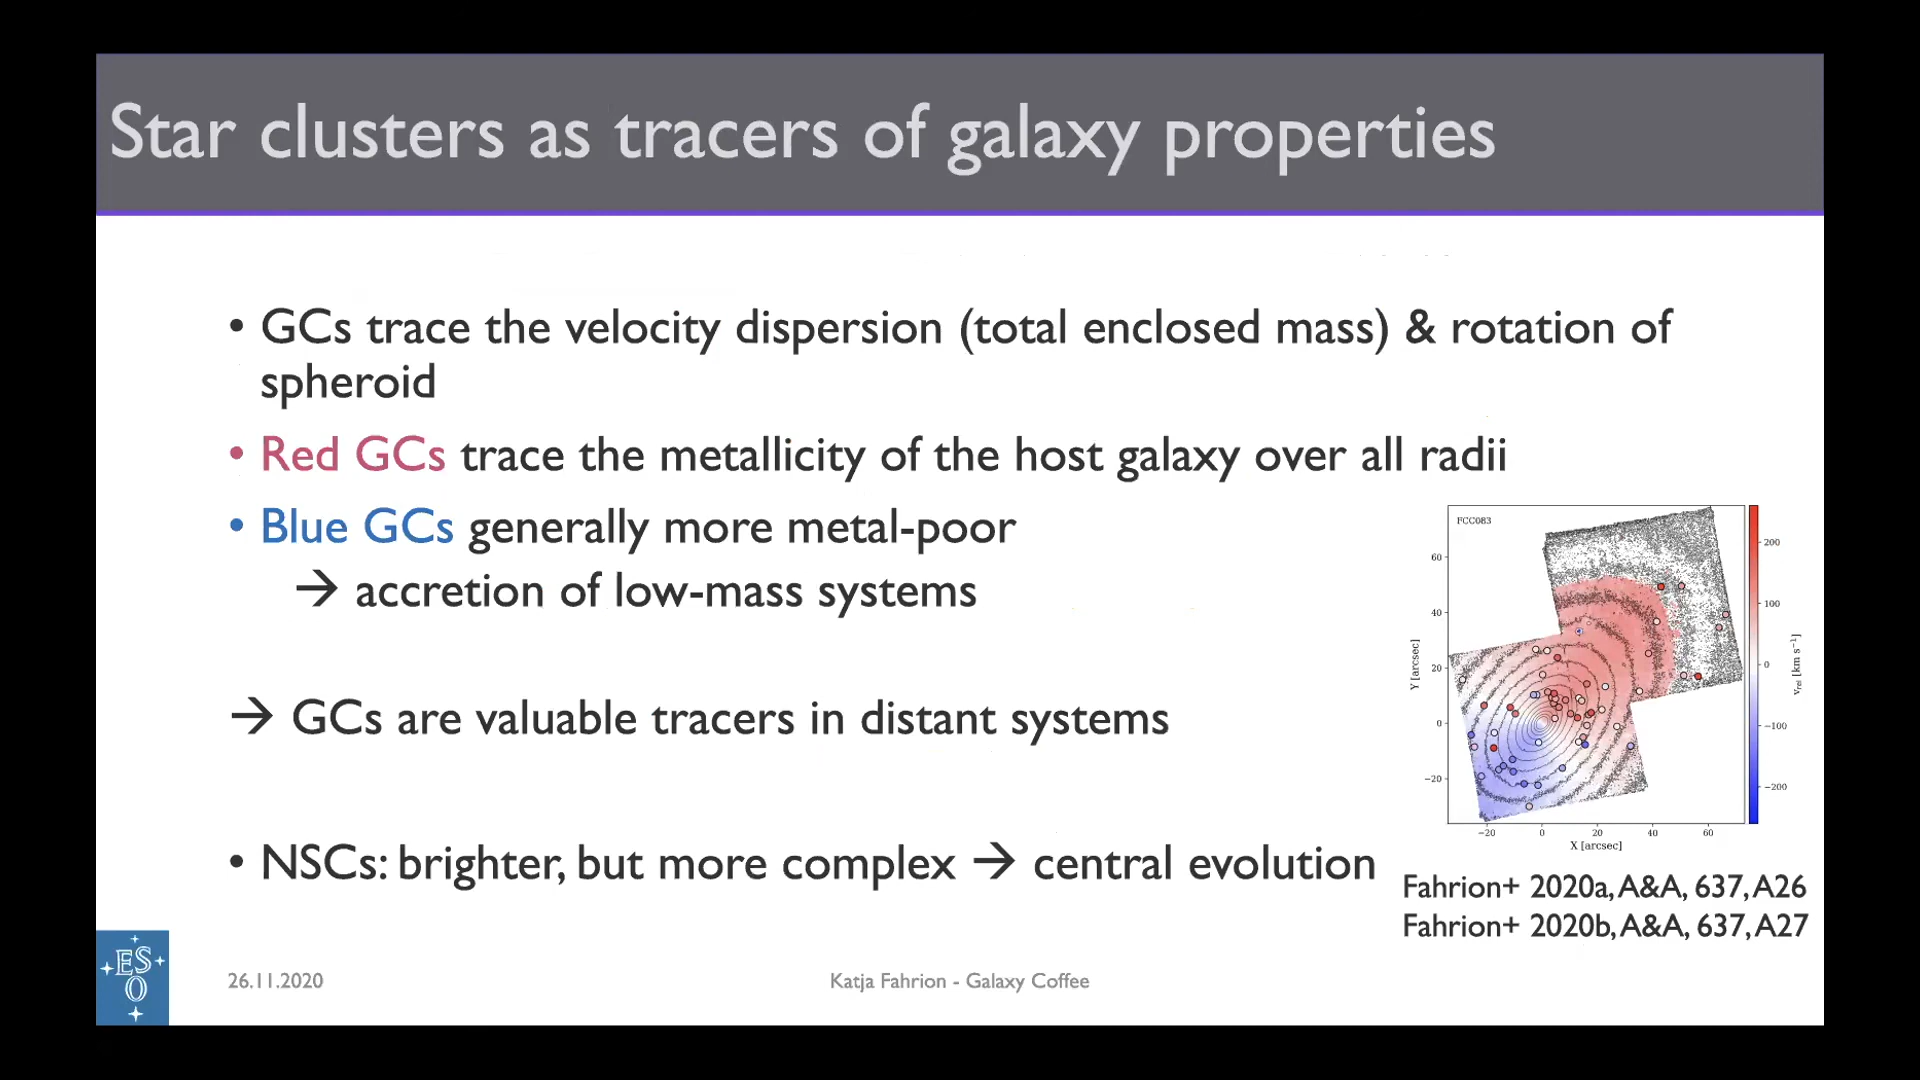 Star clusters as tracers of galaxy properties
• GCs trace the velocity dispersion (total enclosed mass) & rotation of
spheroid
• Red GCs trace the metallicity of the host galaxy over all radii
• Blue GCs generally more metal-poor
→ accretion of low-mass systems
→ GCs are valuable tracers in distant systems
• NSCs: brighter, but more complex → central evolution
FCC083
60
40
20
0
−20
Y [arcsec]
−20 0 20 40 60
X [arcsec]
200
100
0
−100
−200
v_rel [km s⁻¹]
Fahrion+ 2020a, A&A, 637, A26
Fahrion+ 2020b, A&A, 637, A27
ESO
26.11.2020
Katja Fahrion - Galaxy Coffee